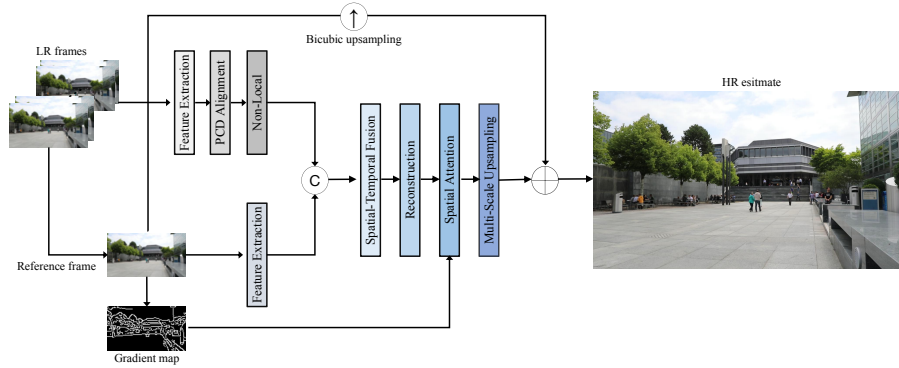 Bicubic upsampling
LR frames
HR esitmate
Feature Extraction
PCD Alignment
Non-Local
C
Spatial-Temporal Fusion
Reconstruction
Spatial Attention
Multi-Scale Upsampling
Feature Extraction
Reference frame
Gradient map